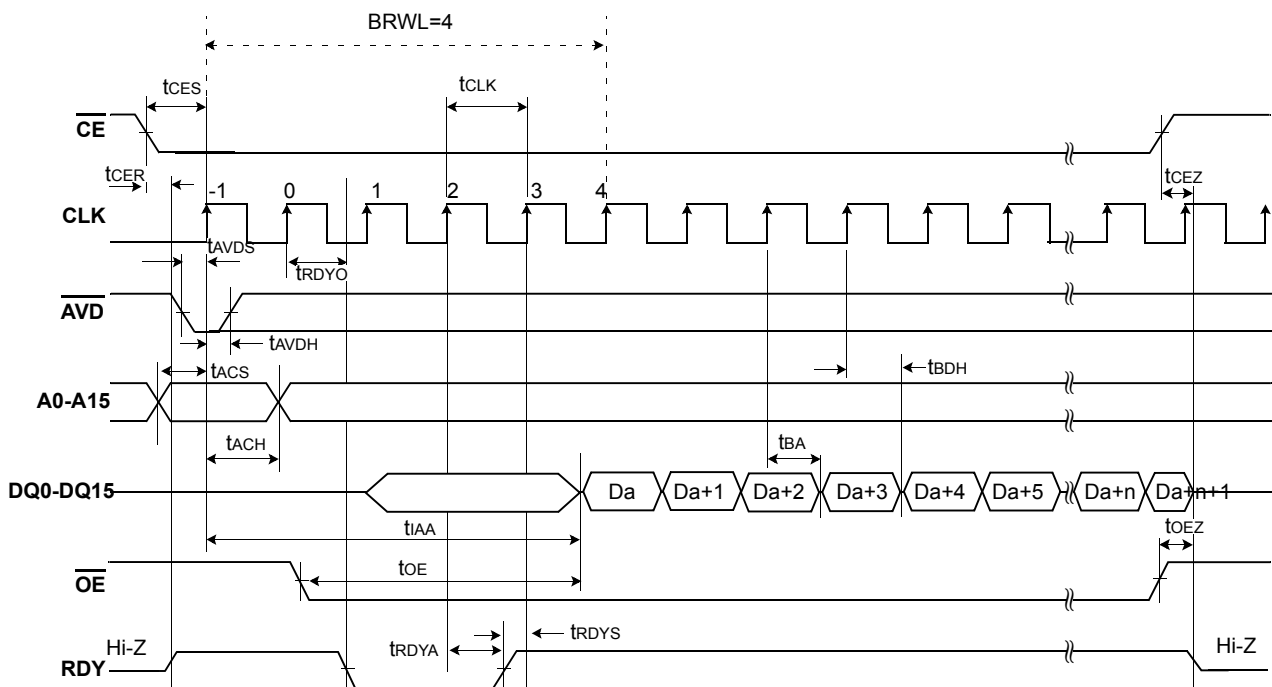 BRWL=4
tCES
tCLK
CE
tCER
tCEZ
-1 0 1 2 3 4
CLK
tAVDS
tRDYO
AVD
tAVDH
tACS
tBDH
A0-A15
tACH
tBA
DQ0-DQ15
Da Da+1 Da+2 Da+3 Da+4 Da+5 Da+n Da+n+1
tIAA
tOEZ
tOE
OE
tRDYS
Hi-Z
tRDYA
Hi-Z
RDY